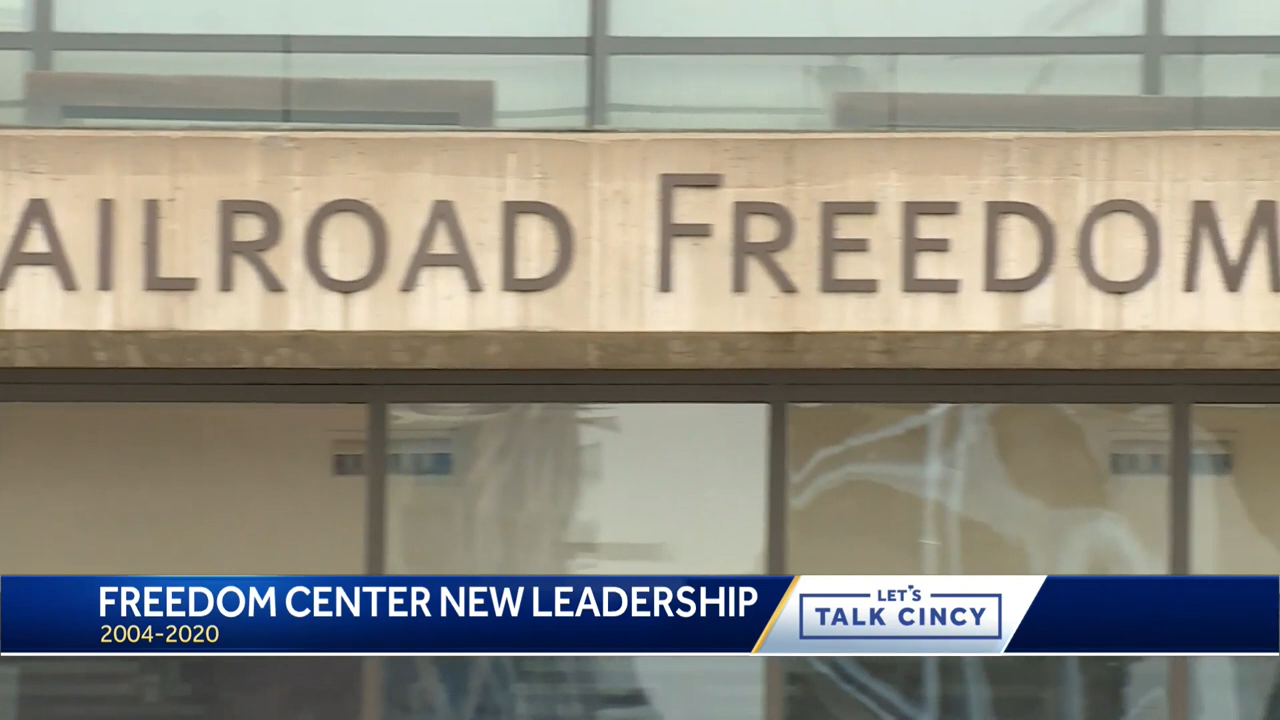 AILROAD FREEDOM
FREEDOM CENTER NEW LEADERSHIP
2004-2020
LET'S
TALK CINCY